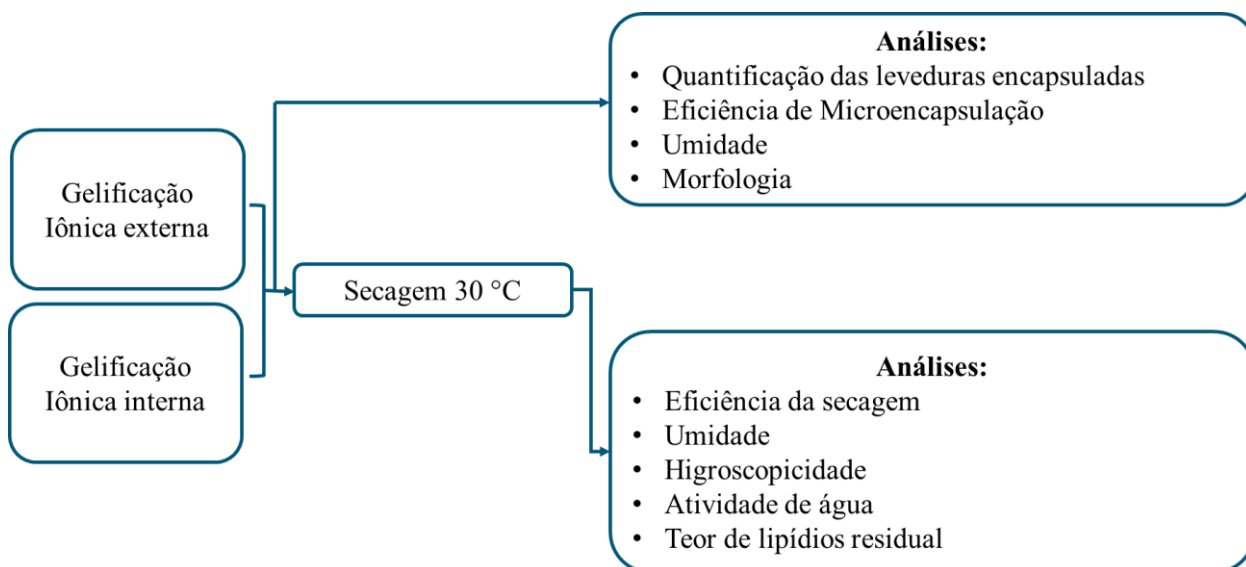 Gelificação
Iônica externa
Gelificação
Iônica interna
Secagem 30 °C
Análises:
• Quantificação das leveduras encapsuladas
• Eficiência de Microencapsulação
• Umidade
• Morfologia
Análises:
• Eficiência da secagem
• Umidade
• Higroscopicidade
• Atividade de água
• Teor de lipídios residual